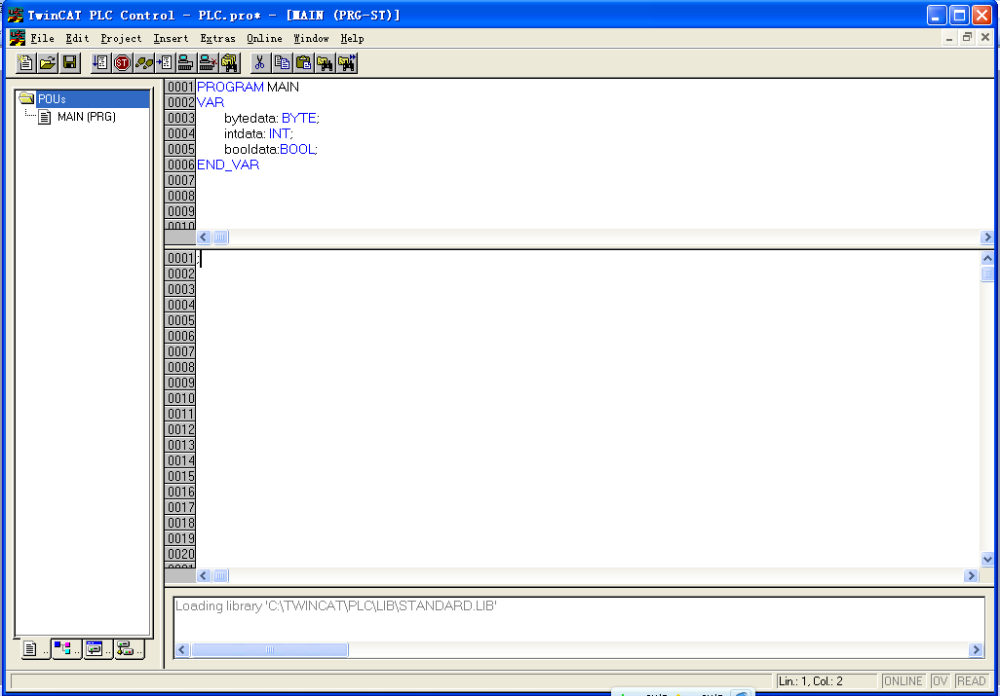 TwinCAT PLC Control - PLC.pro* - [MAIN (PRG-ST)]
File Edit Project Insert Extras Online Window Help
POUs
MAIN (PRG)
0001 PROGRAM MAIN
0002 VAR
0003 bytedata: BYTE;
0004 intdata: INT;
0005 booldata:BOOL;
0006 END_VAR
0007
0008
0009
0010
0001 ;
0002
0003
0004
0005
0006
0007
0008
0009
0010
0011
0012
0013
0014
0015
0016
0017
0018
0019
0020
Loading library 'C:\TWINCAT\PLC\LIB\STANDARD.LIB'
Lin.: 1, Col.: 2 ONLINE OV READ